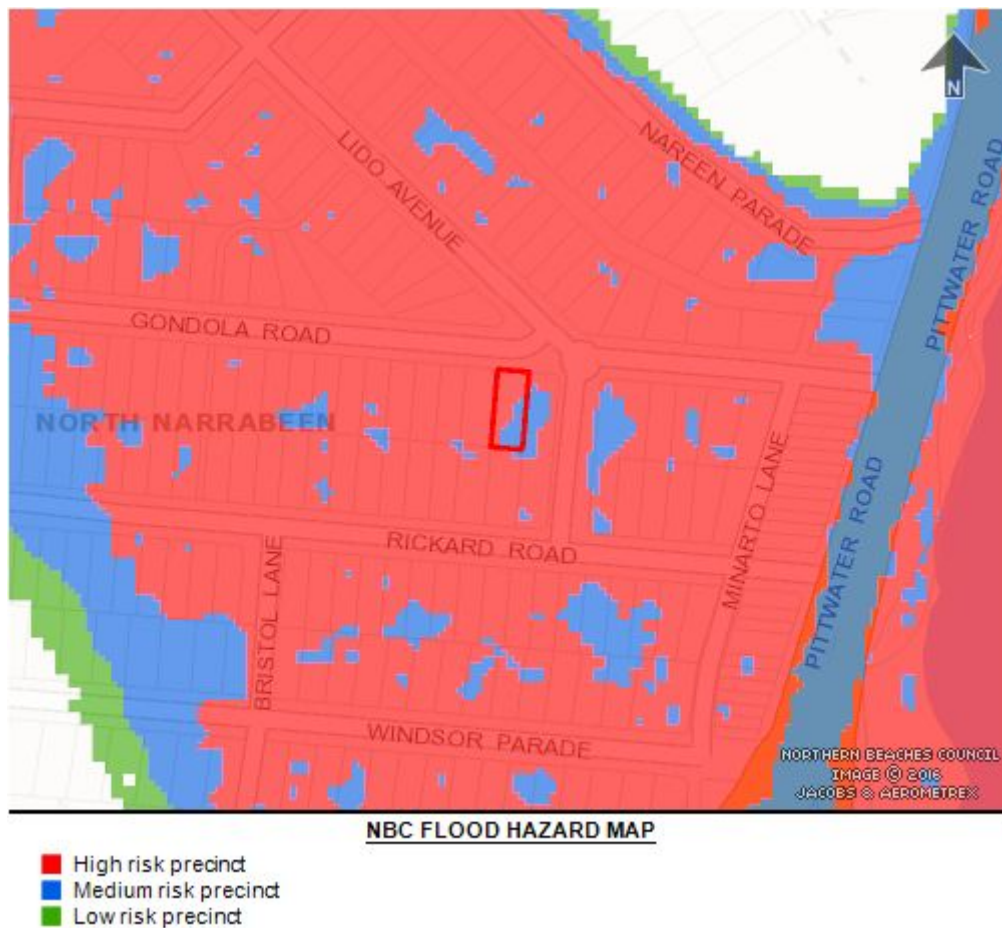 N
NAREEN PARADE
PITTWATER ROAD
LIDO AVENUE
GONDOLA ROAD
NORTH NARRABEEN
MINARTO LANE
PITTWATER ROAD
RICKARD ROAD
BRISTOL LANE
WINDSOR PARADE
NORTHERN BEACHES COUNCIL
IMAGE © 2016
JACOBS & AEROMETREX
NBC FLOOD HAZARD MAP
High risk precinct
Medium risk precinct
Low risk precinct